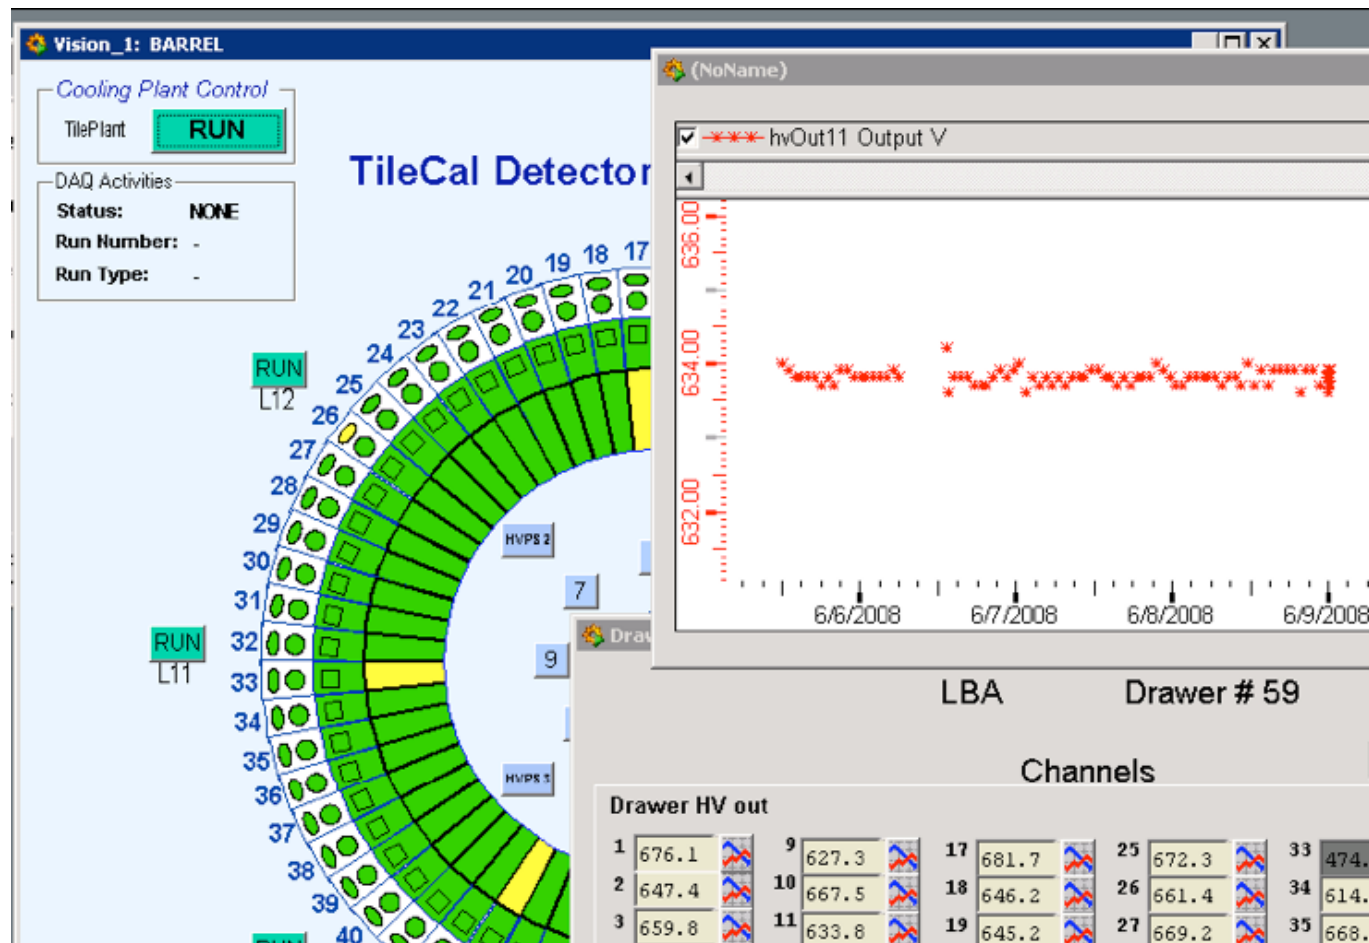 Vision_1: BARREL
Cooling Plant Control
TilePlant RUN
DAQ Activities
Status: NONE
Run Number: -
Run Type: -
TileCal Detector
(NoName)
hvOut11 Output V
636.00
634.00
632.00
6/6/2008 6/7/2008 6/8/2008 6/9/2008
17
18
19
20
21
22
23
24
25
26
27
28
29
30
31
32
33
34
35
36
37
38
39
40
RUN
L12
RUN
L11
HVPS 2
7
9
HVPS 3
LBA Drawer # 59
Channels
Drawer HV out
1 676.1 9 627.3 17 681.7 25 672.3 33 474.
2 647.4 10 667.5 18 646.2 26 661.4 34 614.
3 659.8 11 633.8 19 645.2 27 669.2 35 668.